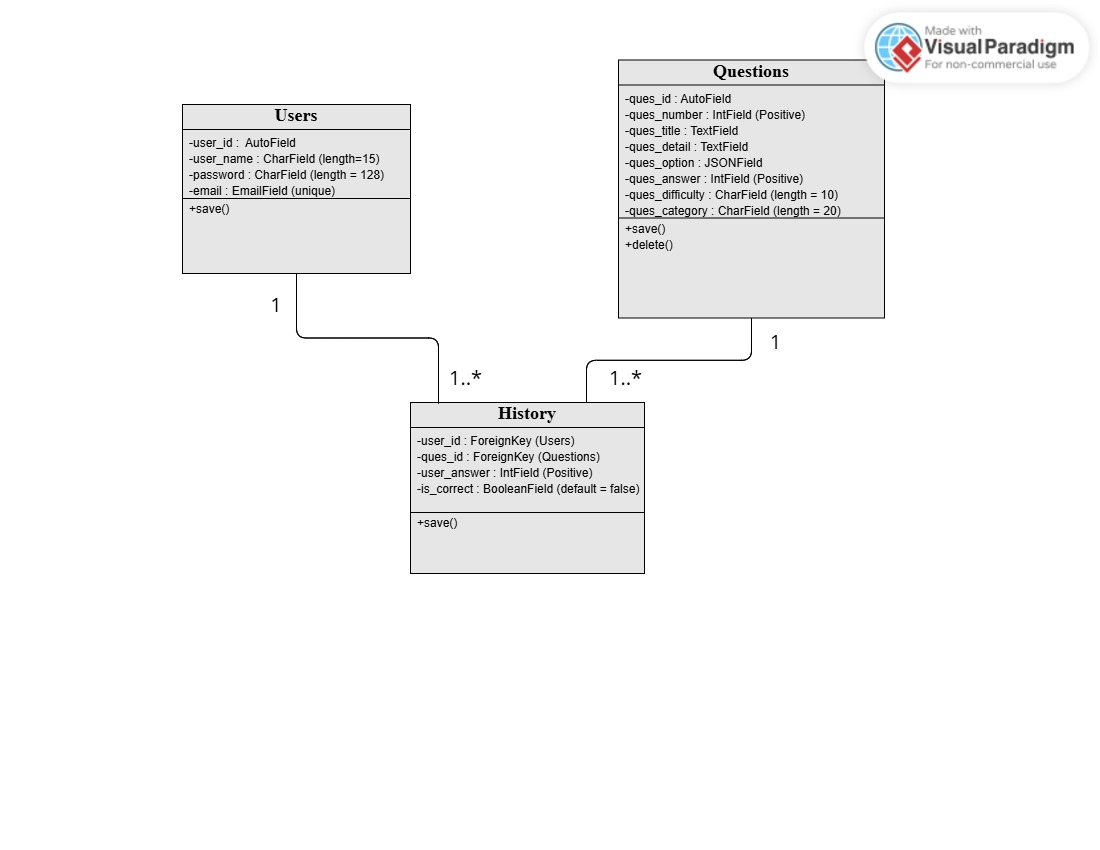 Made with
Visual Paradigm
For non-commercial use
Questions
-ques_id : AutoField
-ques_number : IntField (Positive)
-ques_title : TextField
-ques_detail : TextField
-ques_option : JSONField
-ques_answer : IntField (Positive)
-ques_difficulty : CharField (length = 10)
-ques_category : CharField (length = 20)
+save()
+delete()
Users
-user_id :  AutoField
-user_name : CharField (length=15)
-password : CharField (length = 128)
-email : EmailField (unique)
+save()
1
1
1..*
1..*
History
-user_id : ForeignKey (Users)
-ques_id : ForeignKey (Questions)
-user_answer : IntField (Positive)
-is_correct : BooleanField (default = false)
+save()